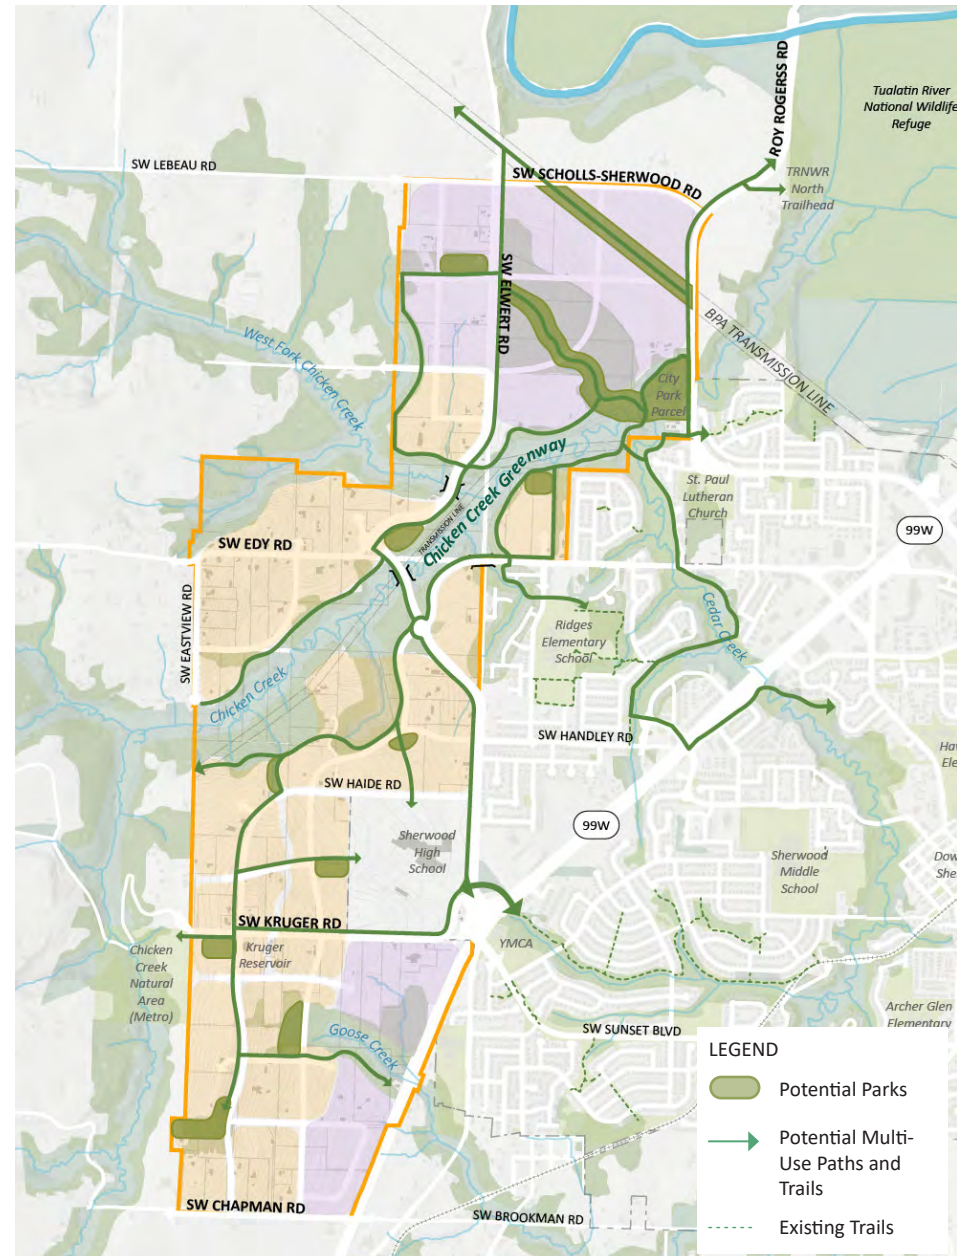 ROY ROGERSS RD
Tualatin River
National Wildlife
Refuge
SW LEBEAU RD
SW SCHOLLS-SHERWOOD RD
TRNWR
North
Trailhead
SW ELWERT RD
West Fork Chicken Creek
BPA TRANSMISSION LINE
City
Park
Parcel
Chicken Creek Greenway
TRANSMISSION LINE
St. Paul
Lutheran
Church
99W
SW EDY RD
SW EASTVIEW RD
Cedar Creek
Ridges
Elementary
School
Chicken Creek
SW HANDLEY RD
SW HAIDE RD
99W
Sherwood
High
School
Sherwood
Middle
School
SW KRUGER RD
Kruger
Reservoir
YMCA
Chicken
Creek
Natural
Area
(Metro)
Archer Glen
Elementary
Goose Creek
SW SUNSET BLVD
LEGEND
Potential Parks
Potential Multi-
Use Paths and
Trails
Existing Trails
SW CHAPMAN RD
SW BROOKMAN RD